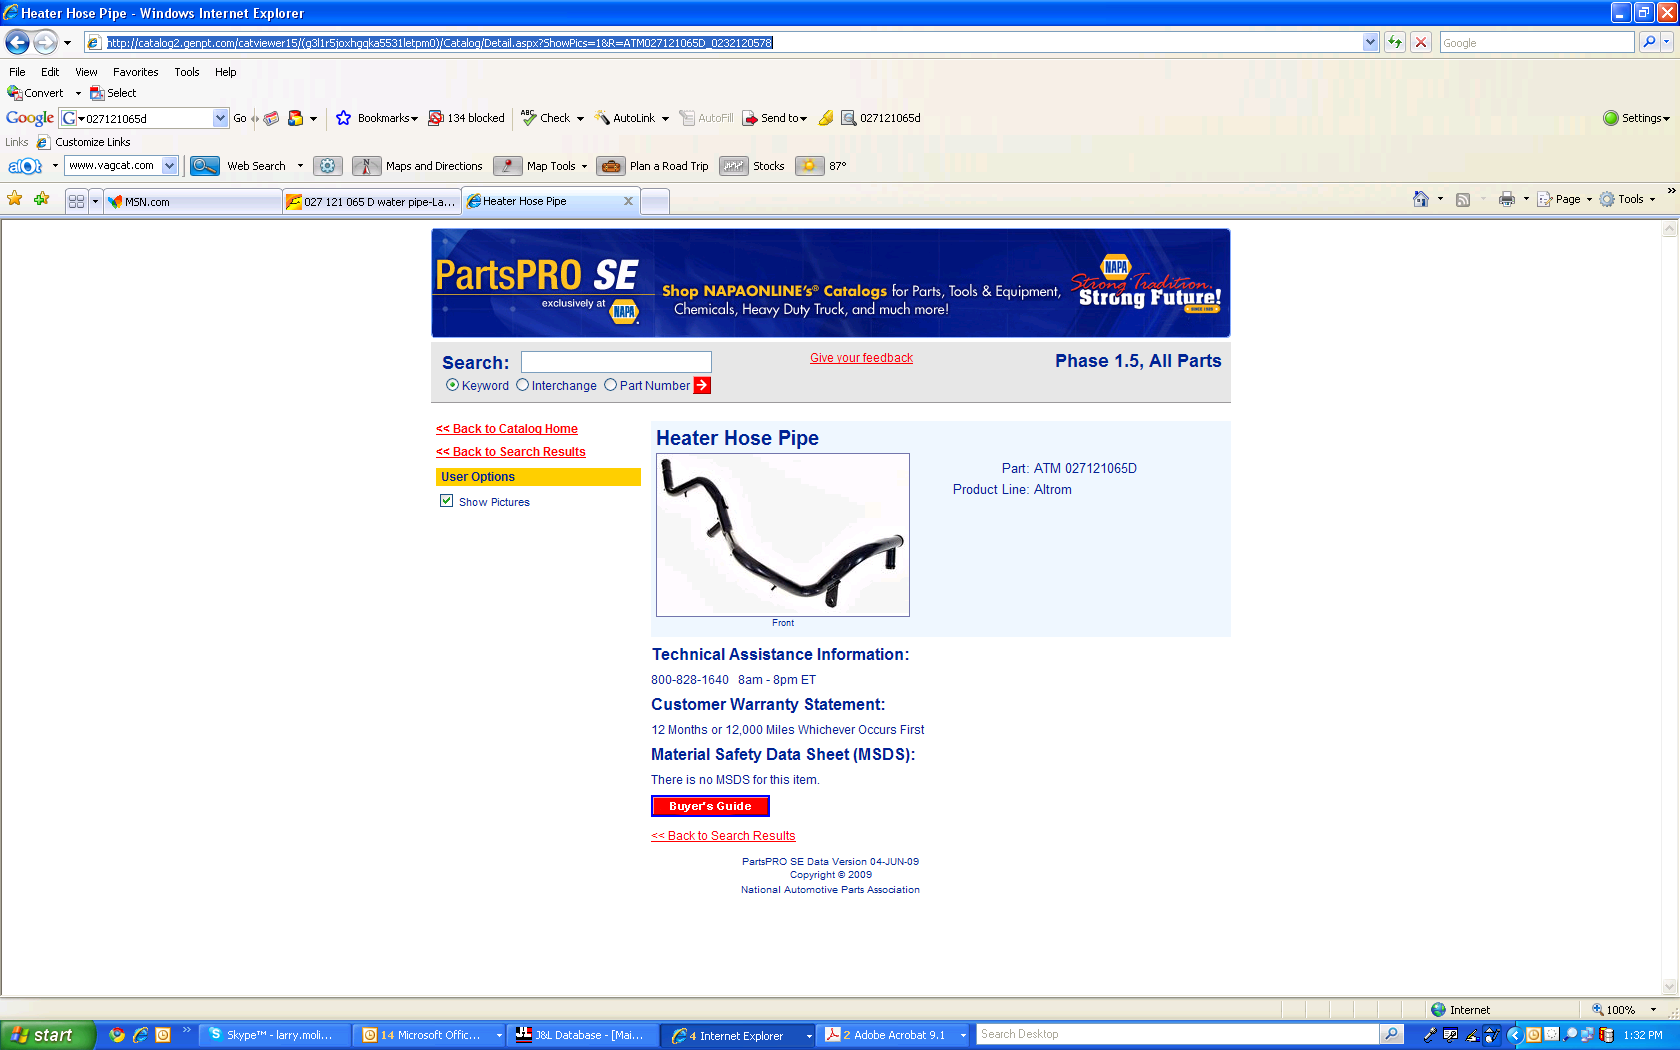 Heater Hose Pipe - Windows Internet Explorer
http://catalog2.genpt.com/catviewer15/(g3l1r5joxhgqka5531letpm0)/Catalog/Detail.aspx?ShowPics=1&R=ATM027121065D_0232120578
Google
File Edit View Favorites Tools Help
Convert Select
Google G 027121065d Go Bookmarks 134 blocked ABC Check AutoLink AutoFill Send to 027121065d Settings
Links Customize Links
alot www.vagcat.com Web Search Maps and Directions Map Tools Plan a Road Trip Stocks 87°
MSN.com 027 121 065 D water pipe-La... Heater Hose Pipe Page Tools
PartsPRO SE
exclusively at NAPA
Shop NAPAONLINE's® Catalogs for Parts, Tools & Equipment,
Chemicals, Heavy Duty Truck, and much more!
NAPA
Strong Tradition.
Strong Future!
SINCE 1925
Search:
Give your feedback
Phase 1.5, All Parts
Keyword Interchange Part Number
<< Back to Catalog Home
<< Back to Search Results
User Options
Show Pictures
Heater Hose Pipe
Part: ATM 027121065D
Product Line: Altrom
Front
Technical Assistance Information:
800-828-1640 8am - 8pm ET
Customer Warranty Statement:
12 Months or 12,000 Miles Whichever Occurs First
Material Safety Data Sheet (MSDS):
There is no MSDS for this item.
Buyer's Guide
<< Back to Search Results
PartsPRO SE Data Version 04-JUN-09
Copyright © 2009
National Automotive Parts Association
Internet 100%
start Skype™ - larry.moli... 14 Microsoft Offic... J&L Database - [Mai... 4 Internet Explorer 2 Adobe Acrobat 9.1 Search Desktop 1:32 PM